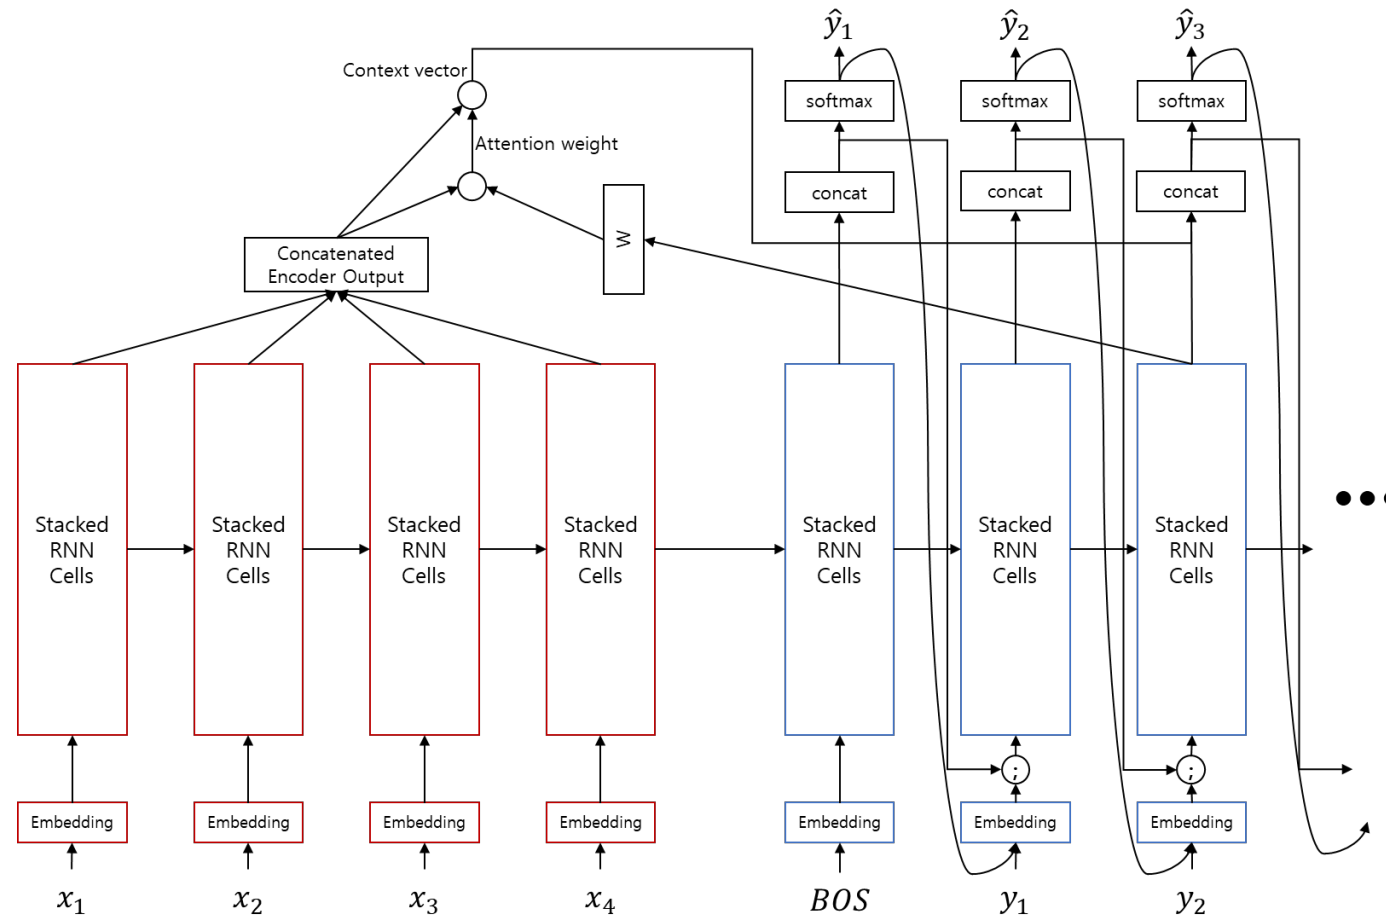 ŷ1 ŷ2 ŷ3
Context vector
softmax softmax softmax
Attention weight
concat concat concat
W
Concatenated
Encoder Output
Stacked Stacked Stacked Stacked Stacked Stacked Stacked
RNN RNN RNN RNN RNN RNN RNN
Cells Cells Cells Cells Cells Cells Cells
; ;
Embedding Embedding Embedding Embedding Embedding Embedding Embedding
x1 x2 x3 x4 BOS y1 y2